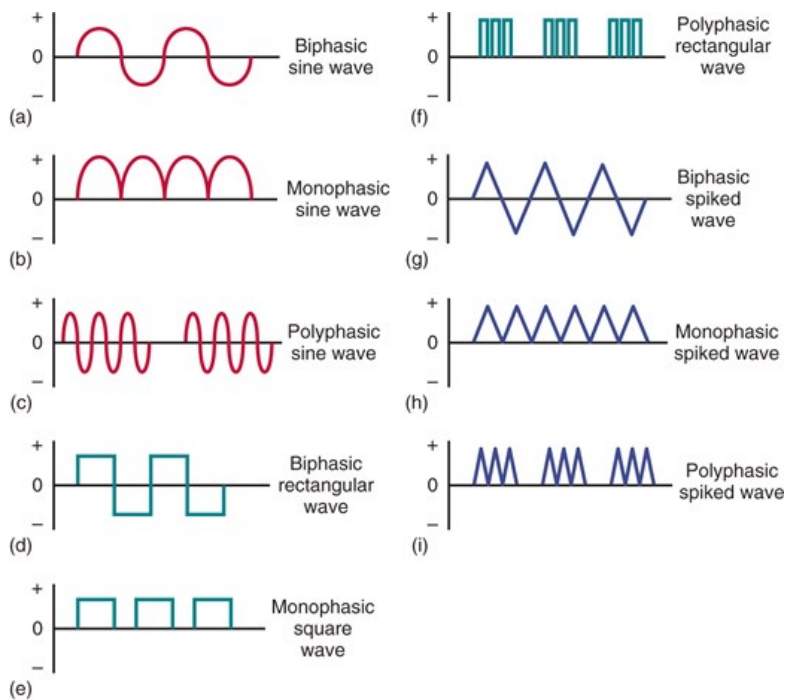 +
0
–
Biphasic
sine wave
(a)
+
0
–
Monophasic
sine wave
(b)
+
0
–
Polyphasic
sine wave
(c)
+
0
–
Biphasic
rectangular
wave
(d)
+
0
–
Monophasic
square
wave
(e)
+
0
–
Polyphasic
rectangular
wave
(f)
+
0
–
Biphasic
spiked
wave
(g)
+
0
–
Monophasic
spiked wave
(h)
+
0
–
Polyphasic
spiked wave
(i)